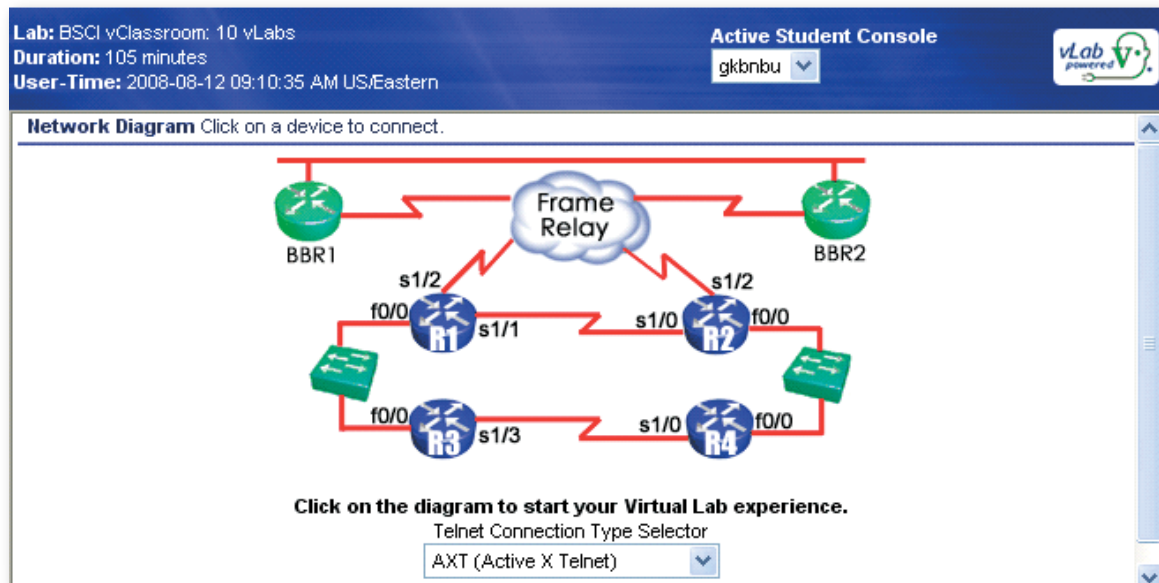 Lab: BSCI vClassroom: 10 vLabs
Duration: 105 minutes
User-Time: 2008-08-12 09:10:35 AM US/Eastern
Active Student Console
gkbnbu
vLab
powered
V
Network Diagram Click on a device to connect.
Frame
Relay
BBR1
BBR2
s1/2
s1/2
f0/0
R1
s1/1
s1/0
R2
f0/0
f0/0
R3
s1/3
s1/0
R4
f0/0
Click on the diagram to start your Virtual Lab experience.
Telnet Connection Type Selector
AXT (Active X Telnet)